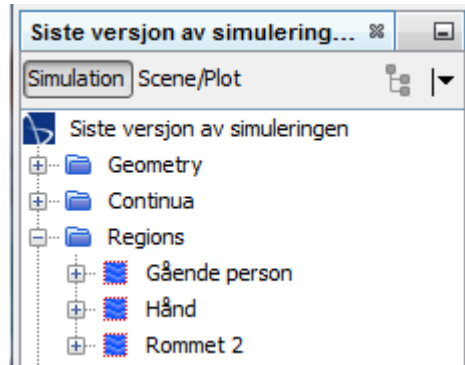 Siste versjon av simulering...
Simulation Scene/Plot
Siste versjon av simuleringen
Geometry
Continua
Regions
Gående person
Hånd
Rommet 2